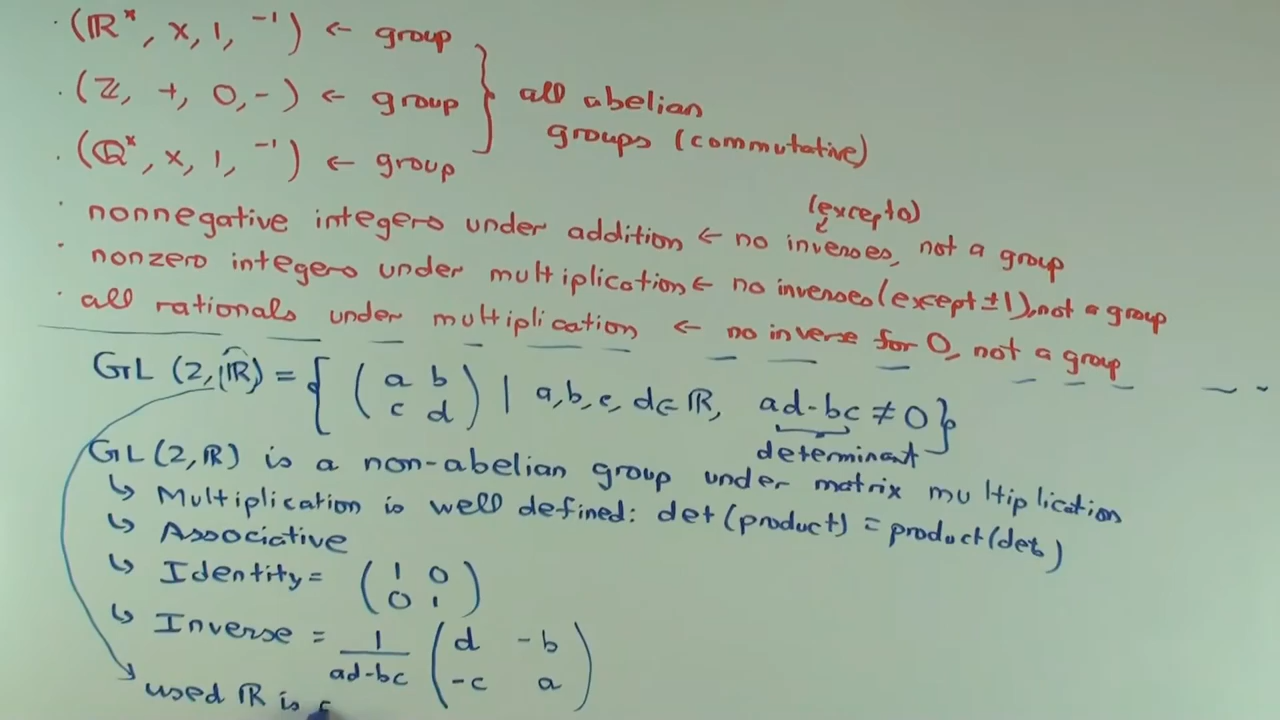 · (ℝ*, ×, 1, ⁻¹) ← group
· (ℤ, +, 0, -) ← group
· (ℚ*, ×, 1, ⁻¹) ← group
all abelian
groups (commutative)
(except 0)
· nonnegative integers under addition ← no inverses, not a group
· nonzero integers under multiplication ← no inverses (except ±1), not a group
· all rationals under multiplication ← no inverse for 0, not a group
GL (2, ℝ) = { ( a b c d ) | a, b, c, d ∈ ℝ, ad-bc ≠ 0 }
determinant
GL (2, ℝ) is a non-abelian group under matrix multiplication
↳ Multiplication is well defined: det (product) = product (det)
↳ Associative
↳ Identity = ( 1 0 0 1 )
↳ Inverse = 1/(ad-bc) ( d -b -c a )
used ℝ is